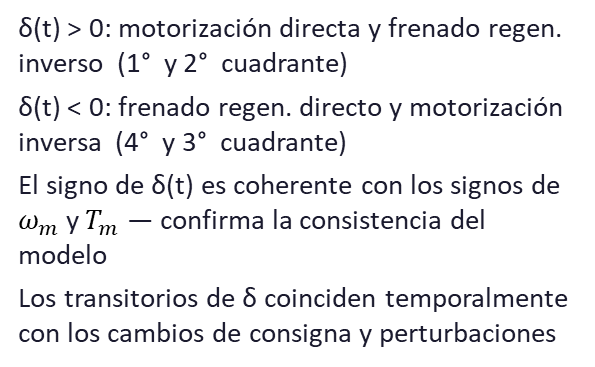 δ(t) > 0: motorización directa y frenado regen.
inverso (1° y 2° cuadrante)
δ(t) < 0: frenado regen. directo y motorización
inversa (4° y 3° cuadrante)
El signo de δ(t) es coherente con los signos de
ωₘ y Tₘ — confirma la consistencia del
modelo
Los transitorios de δ coinciden temporalmente
con los cambios de consigna y perturbaciones